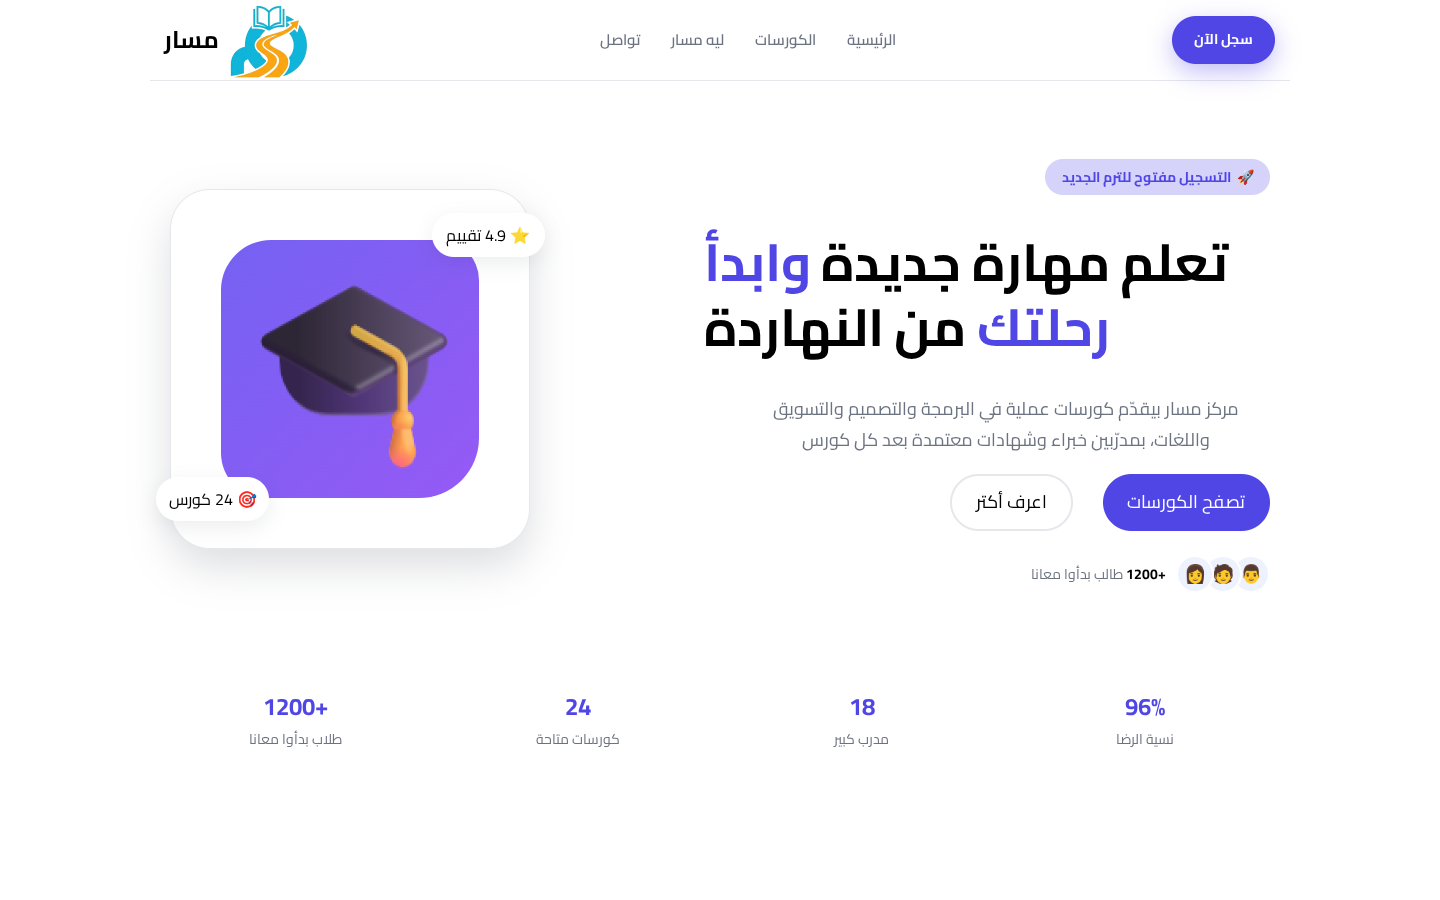 سجل الآن
الرئيسية
الكورسات
ليه مسار
تواصل
مسار
🚀 التسجيل مفتوح للترم الجديد
تعلم مهارة جديدة وابدأ
رحلتك من النهاردة
مركز مسار بيقدّم كورسات عملية في البرمجة والتصميم والتسويق
واللغات، بمدرّبين خبراء وشهادات معتمدة بعد كل كورس
تصفح الكورسات
اعرف أكتر
+1200 طالب بدأوا معانا
⭐ 4.9 تقييم
🎯 24 كورس
96%
نسية الرضا
18
مدرب كبير
24
كورسات متاحة
1200+
طلاب بدأوا معانا